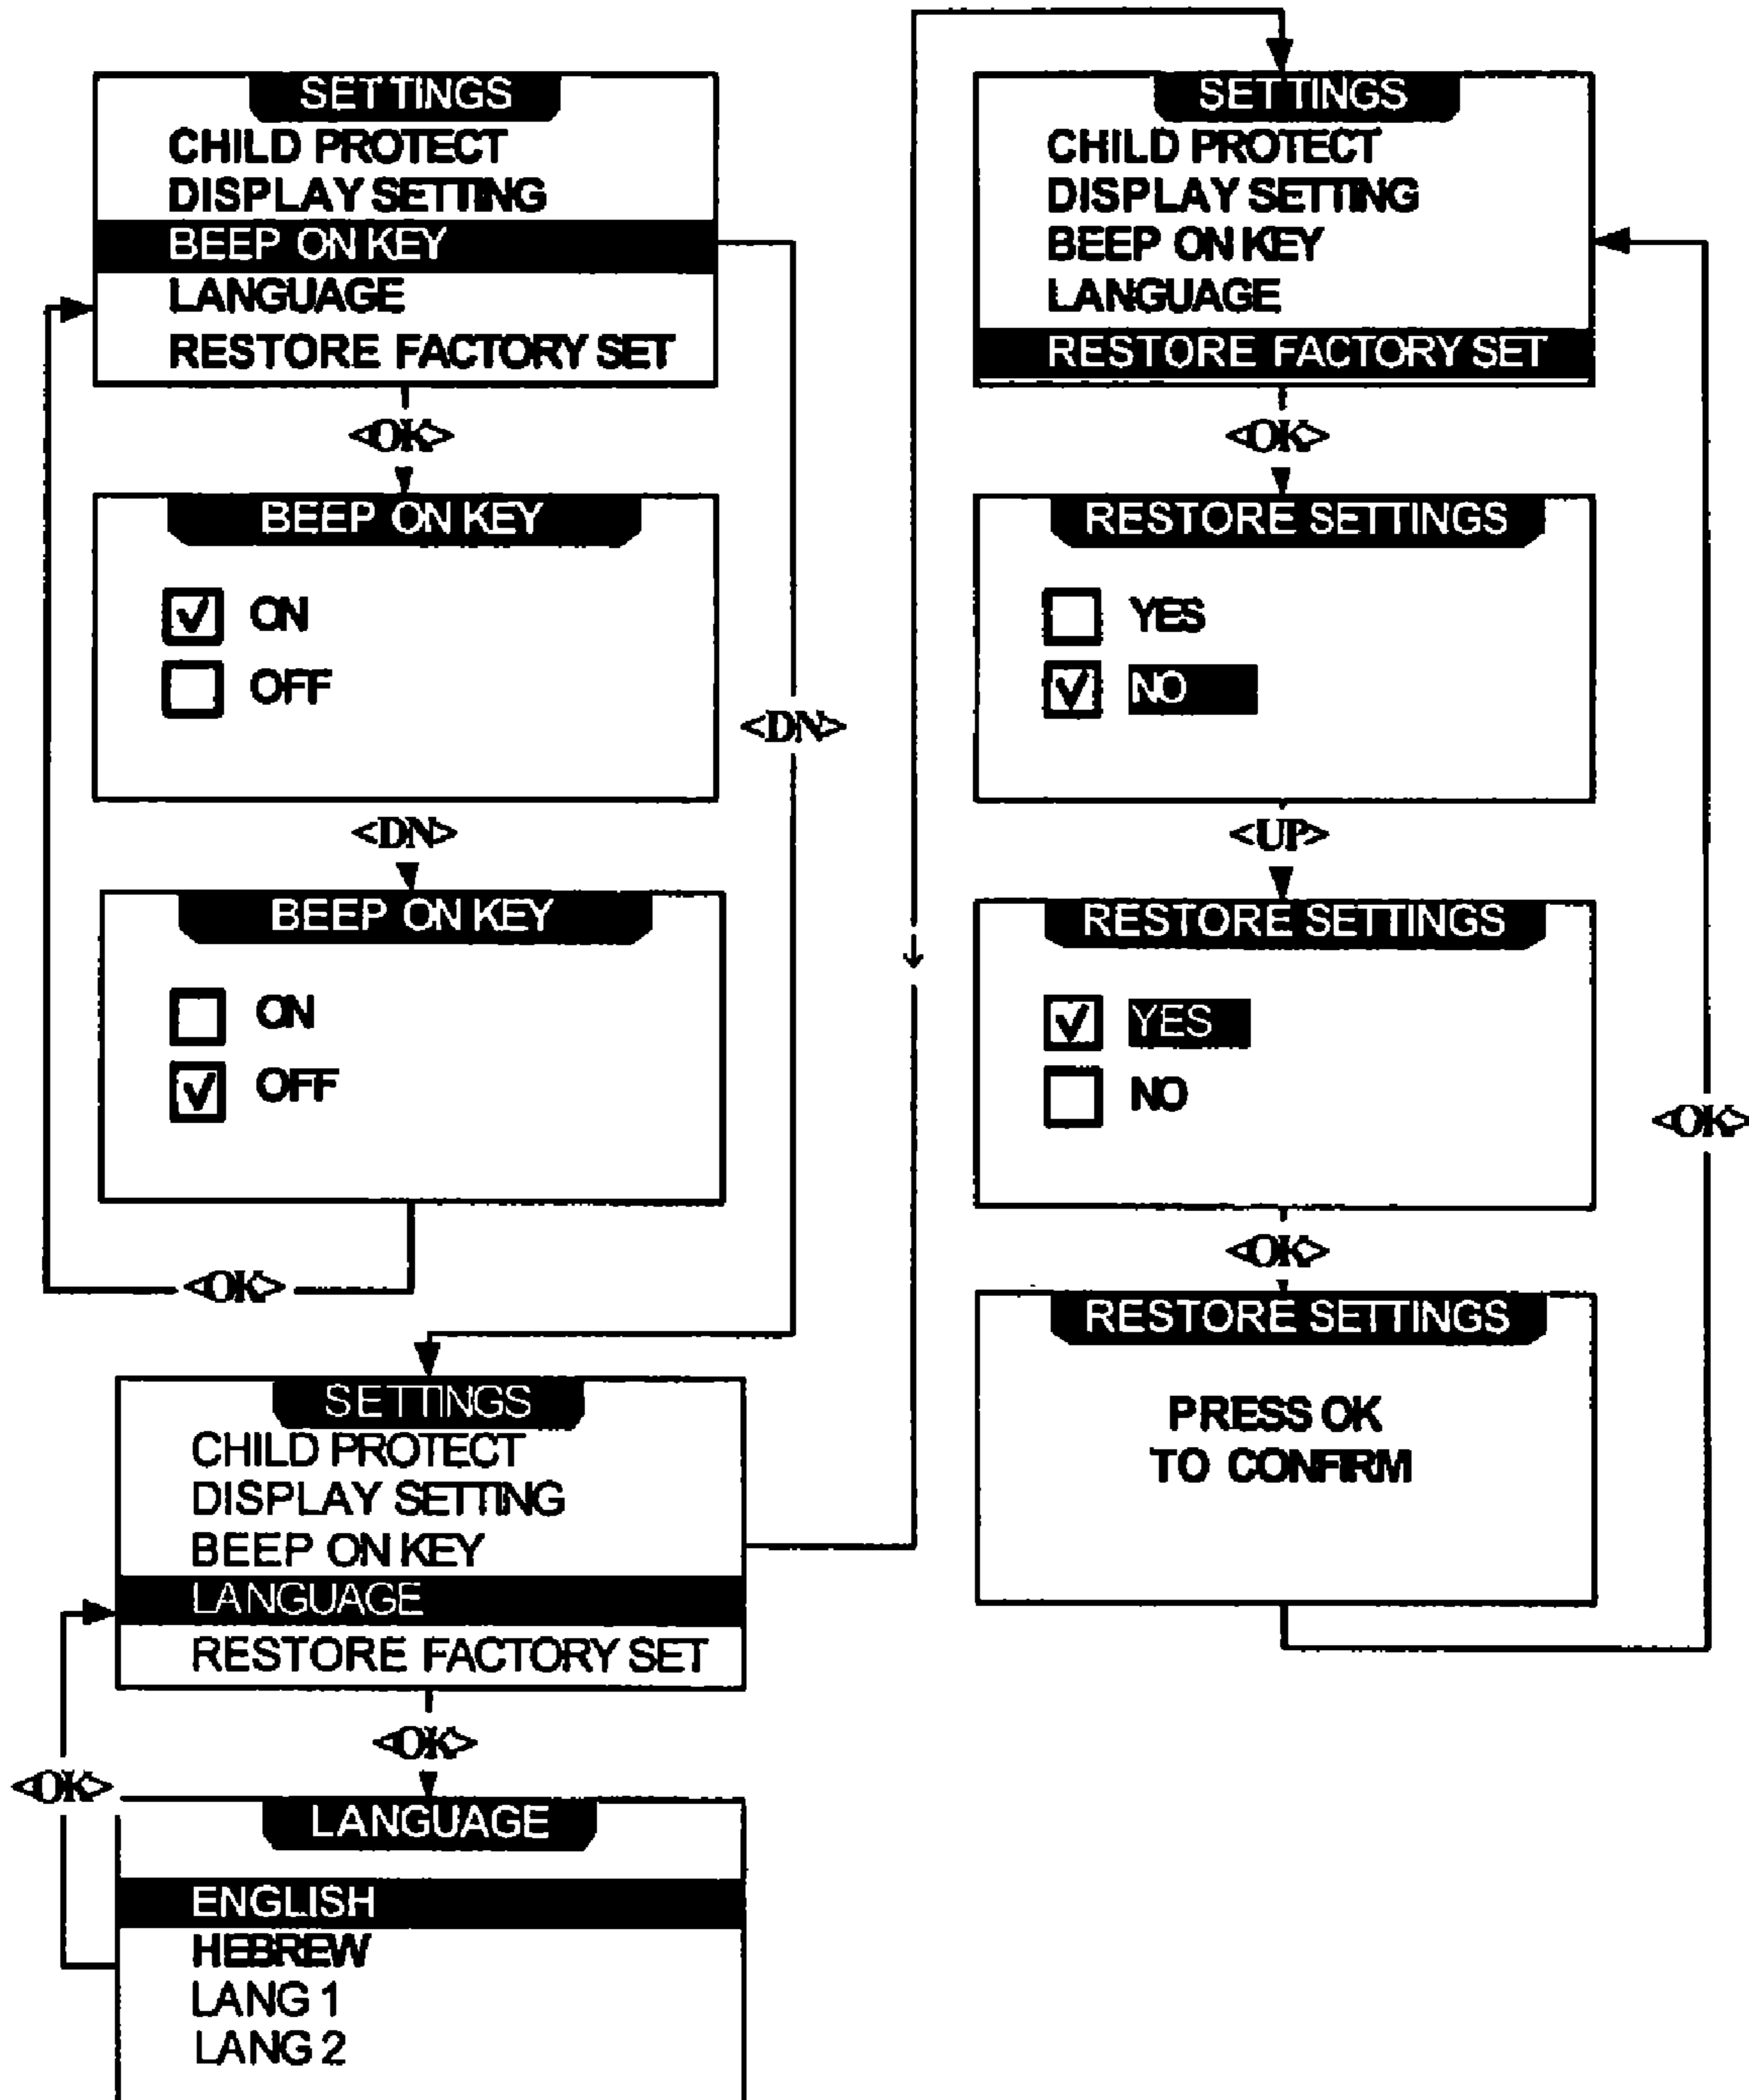 SETTINGS
CHILD PROTECT
DISPLAY SETTING
BEEP ON KEY
LANGUAGE
RESTORE FACTORY SET
<OK>
BEEP ON KEY
ON
OFF
<DN>
<DN>
BEEP ON KEY
ON
OFF
<OK>
SETTINGS
CHILD PROTECT
DISPLAY SETTING
BEEP ON KEY
LANGUAGE
RESTORE FACTORY SET
<OK>
<OK>
LANGUAGE
ENGLISH
HEBREW
LANG 1
LANG 2
SETTINGS
CHILD PROTECT
DISPLAY SETTING
BEEP ON KEY
LANGUAGE
RESTORE FACTORY SET
<OK>
RESTORE SETTINGS
YES
NO
<UP>
RESTORE SETTINGS
YES
NO
<OK>
<OK>
RESTORE SETTINGS
PRESS OK
TO CONFIRM